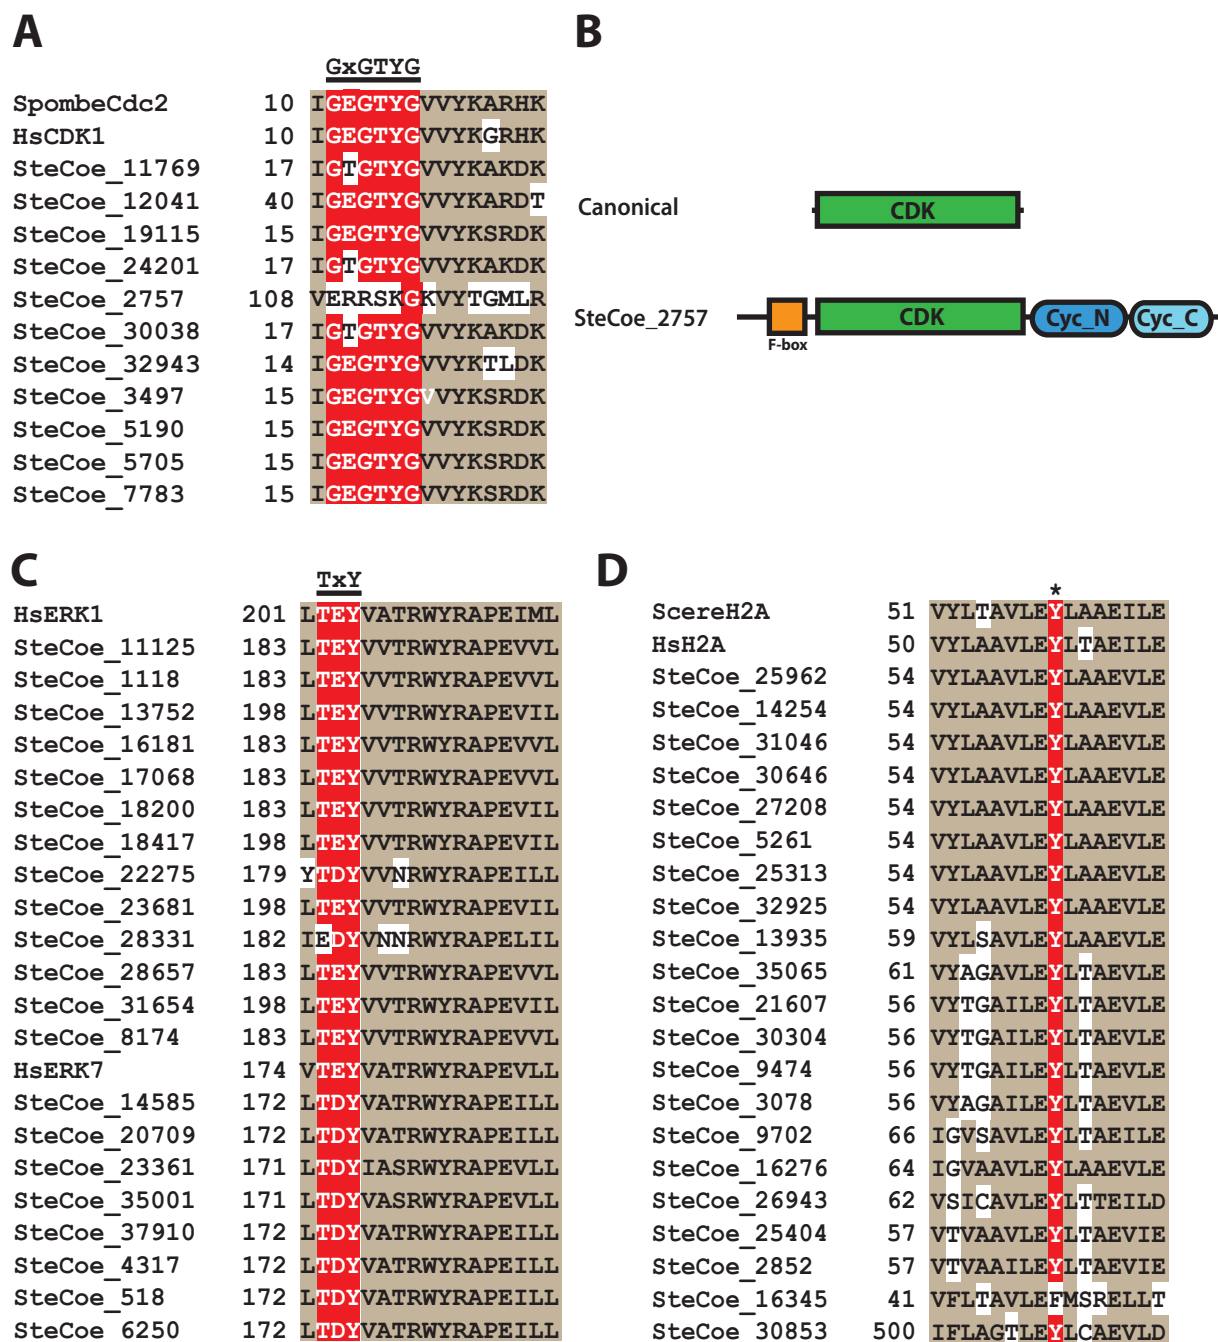 A
GxGTYG
SpombeCdc2 10 IGEGTYGVVYKARHK
HsCDK1 10 IGEGTYGVVYKGRHK
SteCoe_11769 17 IGTGTYGVVYKAKDK
SteCoe_12041 40 IGEGTYGVVYKARDT
SteCoe_19115 15 IGEGTYGVVYKSRDK
SteCoe_24201 17 IGTGTYGVVYKAKDK
SteCoe_2757 108 VERRSKGKVYTGMLR
SteCoe_30038 17 IGTGTYGVVYKAKDK
SteCoe_32943 14 IGEGTYGVVYKTLDK
SteCoe_3497 15 IGEGTYGVVYKSRDK
SteCoe_5190 15 IGEGTYGVVYKSRDK
SteCoe_5705 15 IGEGTYGVVYKSRDK
SteCoe_7783 15 IGEGTYGVVYKSRDK
B
Canonical CDK
SteCoe_2757 F-box CDK Cyc_N Cyc_C
C
TxY
HsERK1 201 LTEYVATRWYRAPEIML
SteCoe_11125 183 LTEYVVTRWYRAPEVVL
SteCoe_1118 183 LTEYVVTRWYRAPEVVL
SteCoe_13752 198 LTEYVVTRWYRAPEVIL
SteCoe_16181 183 LTEYVVTRWYRAPEVVL
SteCoe_17068 183 LTEYVVTRWYRAPEVVL
SteCoe_18200 183 LTEYVVTRWYRAPEVIL
SteCoe_18417 198 LTEYVVTRWYRAPEVIL
SteCoe_22275 179 YTDYVVNRWYRAPEILL
SteCoe_23681 198 LTEYVVTRWYRAPEVIL
SteCoe_28331 182 IEDYVNNRWYRAPELIL
SteCoe_28657 183 LTEYVVTRWYRAPEVVL
SteCoe_31654 198 LTEYVVTRWYRAPEVIL
SteCoe_8174 183 LTEYVVTRWYRAPEVVL
HsERK7 174 VTEYVATRWYRAPEVLL
SteCoe_14585 172 LTDYVATRWYRAPEILL
SteCoe_20709 172 LTDYVATRWYRAPEILL
SteCoe_23361 171 LTDYIASRWYRAPEVLL
SteCoe_35001 171 LTDYVASRWYRAPEVLL
SteCoe_37910 172 LTDYVATRWYRAPEILL
SteCoe_4317 172 LTDYVATRWYRAPEILL
SteCoe_518 172 LTDYVATRWYRAPEILL
SteCoe_6250 172 LTDYVATRWYRAPEILL
D
*
ScereH2A 51 VYLTAVLEYLAAEILE
HsH2A 50 VYLAAVLEYLTAEILE
SteCoe_25962 54 VYLAAVLEYLAAEVLE
SteCoe_14254 54 VYLAAVLEYLAAEVLE
SteCoe_31046 54 VYLAAVLEYLAAEVLE
SteCoe_30646 54 VYLAAVLEYLAAEVLE
SteCoe_27208 54 VYLAAVLEYLAAEVLE
SteCoe_5261 54 VYLAAVLEYLAAEVLE
SteCoe_25313 54 VYLAAVLEYLAAEVLE
SteCoe_32925 54 VYLAAVLEYLAAEVLE
SteCoe_13935 59 VYLSAVLEYLAAEVLE
SteCoe_35065 61 VYAGAVLEYLTAEVLE
SteCoe_21607 56 VYTGAILEYLTAEVLE
SteCoe_30304 56 VYTGAILEYLTAEVLE
SteCoe_9474 56 VYTGAILEYLTAEVLE
SteCoe_3078 56 VYAGAILEYLTAEVLE
SteCoe_9702 66 IGVSAVLEYLTAEILE
SteCoe_16276 64 IGVAAVLEYLAAEVLE
SteCoe_26943 62 VSICAVLEYLTTEILD
SteCoe_25404 57 VTVAAVLEYLTAEVIE
SteCoe_2852 57 VTVAAILEYLTAEVIE
SteCoe_16345 41 VFLTAVLEFMSRELLT
SteCoe_30853 500 IFLAGTLEYLCAEVLD